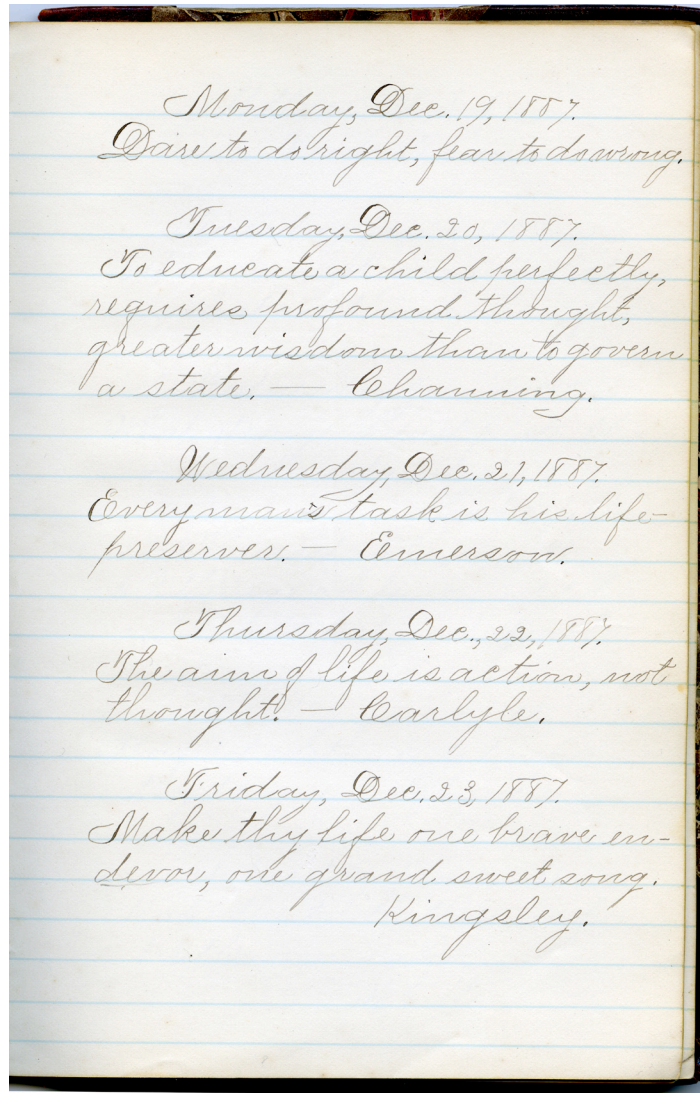 Monday, Dec. 19, 1887.
Dare to do right, fear to do wrong.
Tuesday, Dec. 20, 1887.
To educate a child perfectly,
requires profound thought,
greater wisdom than to govern
a state. — Channing.
Wednesday, Dec. 21, 1887.
Every man's task is his life-
preserver. — Emerson.
Thursday, Dec., 22, 1887.
The aim of life is action, not
thought. — Carlyle.
Friday, Dec. 23, 1887.
Make thy life one brave en-
devor, one grand sweet song.
Kingsley.